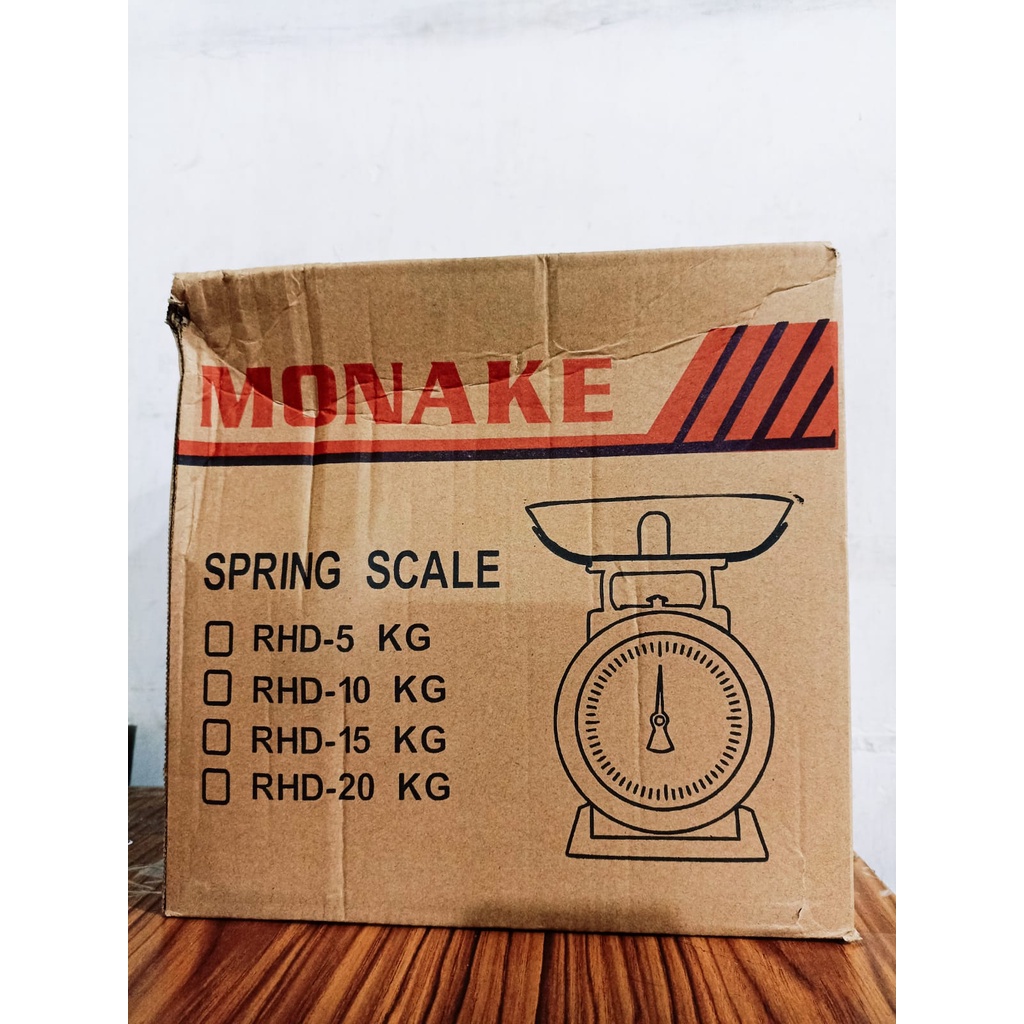 MONAKE
SPRING SCALE
RHD-5 KG
RHD-10 KG
RHD-15 KG
RHD-20 KG